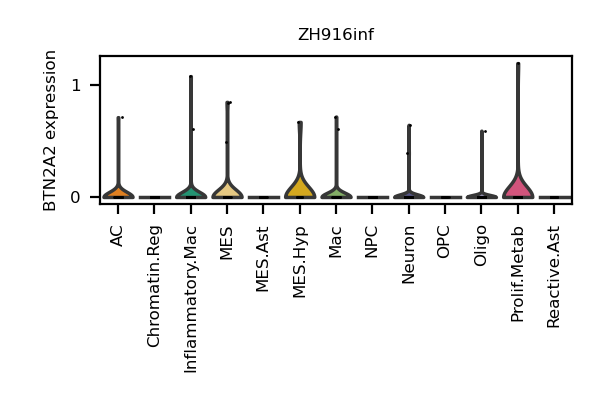 ZH916inf
BTN2A2 expression
1
0
AC
Chromatin.Reg
Inflammatory.Mac
MES
MES.Ast
MES.Hyp
Mac
NPC
Neuron
OPC
Oligo
Prolif.Metab
Reactive.Ast